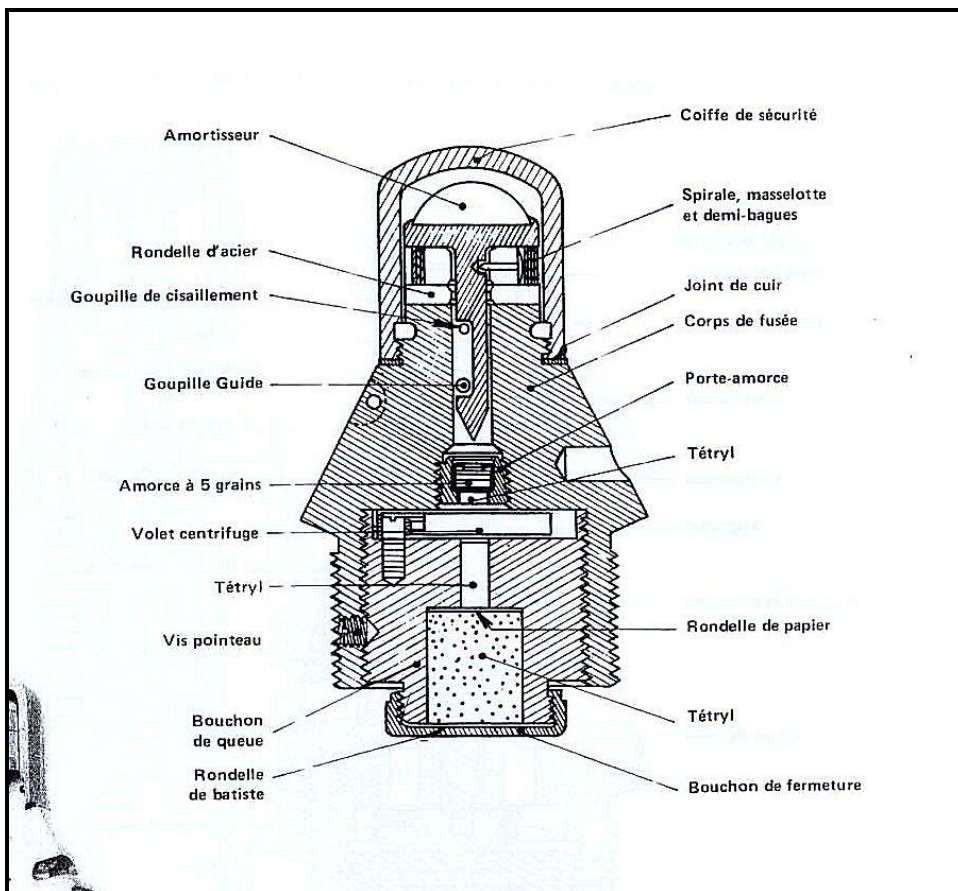 Amortisseur
Rondelle d'acier
Goupille de cisaillement
Goupille Guide
Amorce à 5 grains
Volet centrifuge
Tétryl
Vis pointeau
Bouchon
de queue
Rondelle
de batiste
Coiffe de sécurité
Spirale, masselotte
et demi-bagues
Joint de cuir
Corps de fusée
Porte-amorce
Tétryl
Rondelle de papier
Tétryl
Bouchon de fermeture